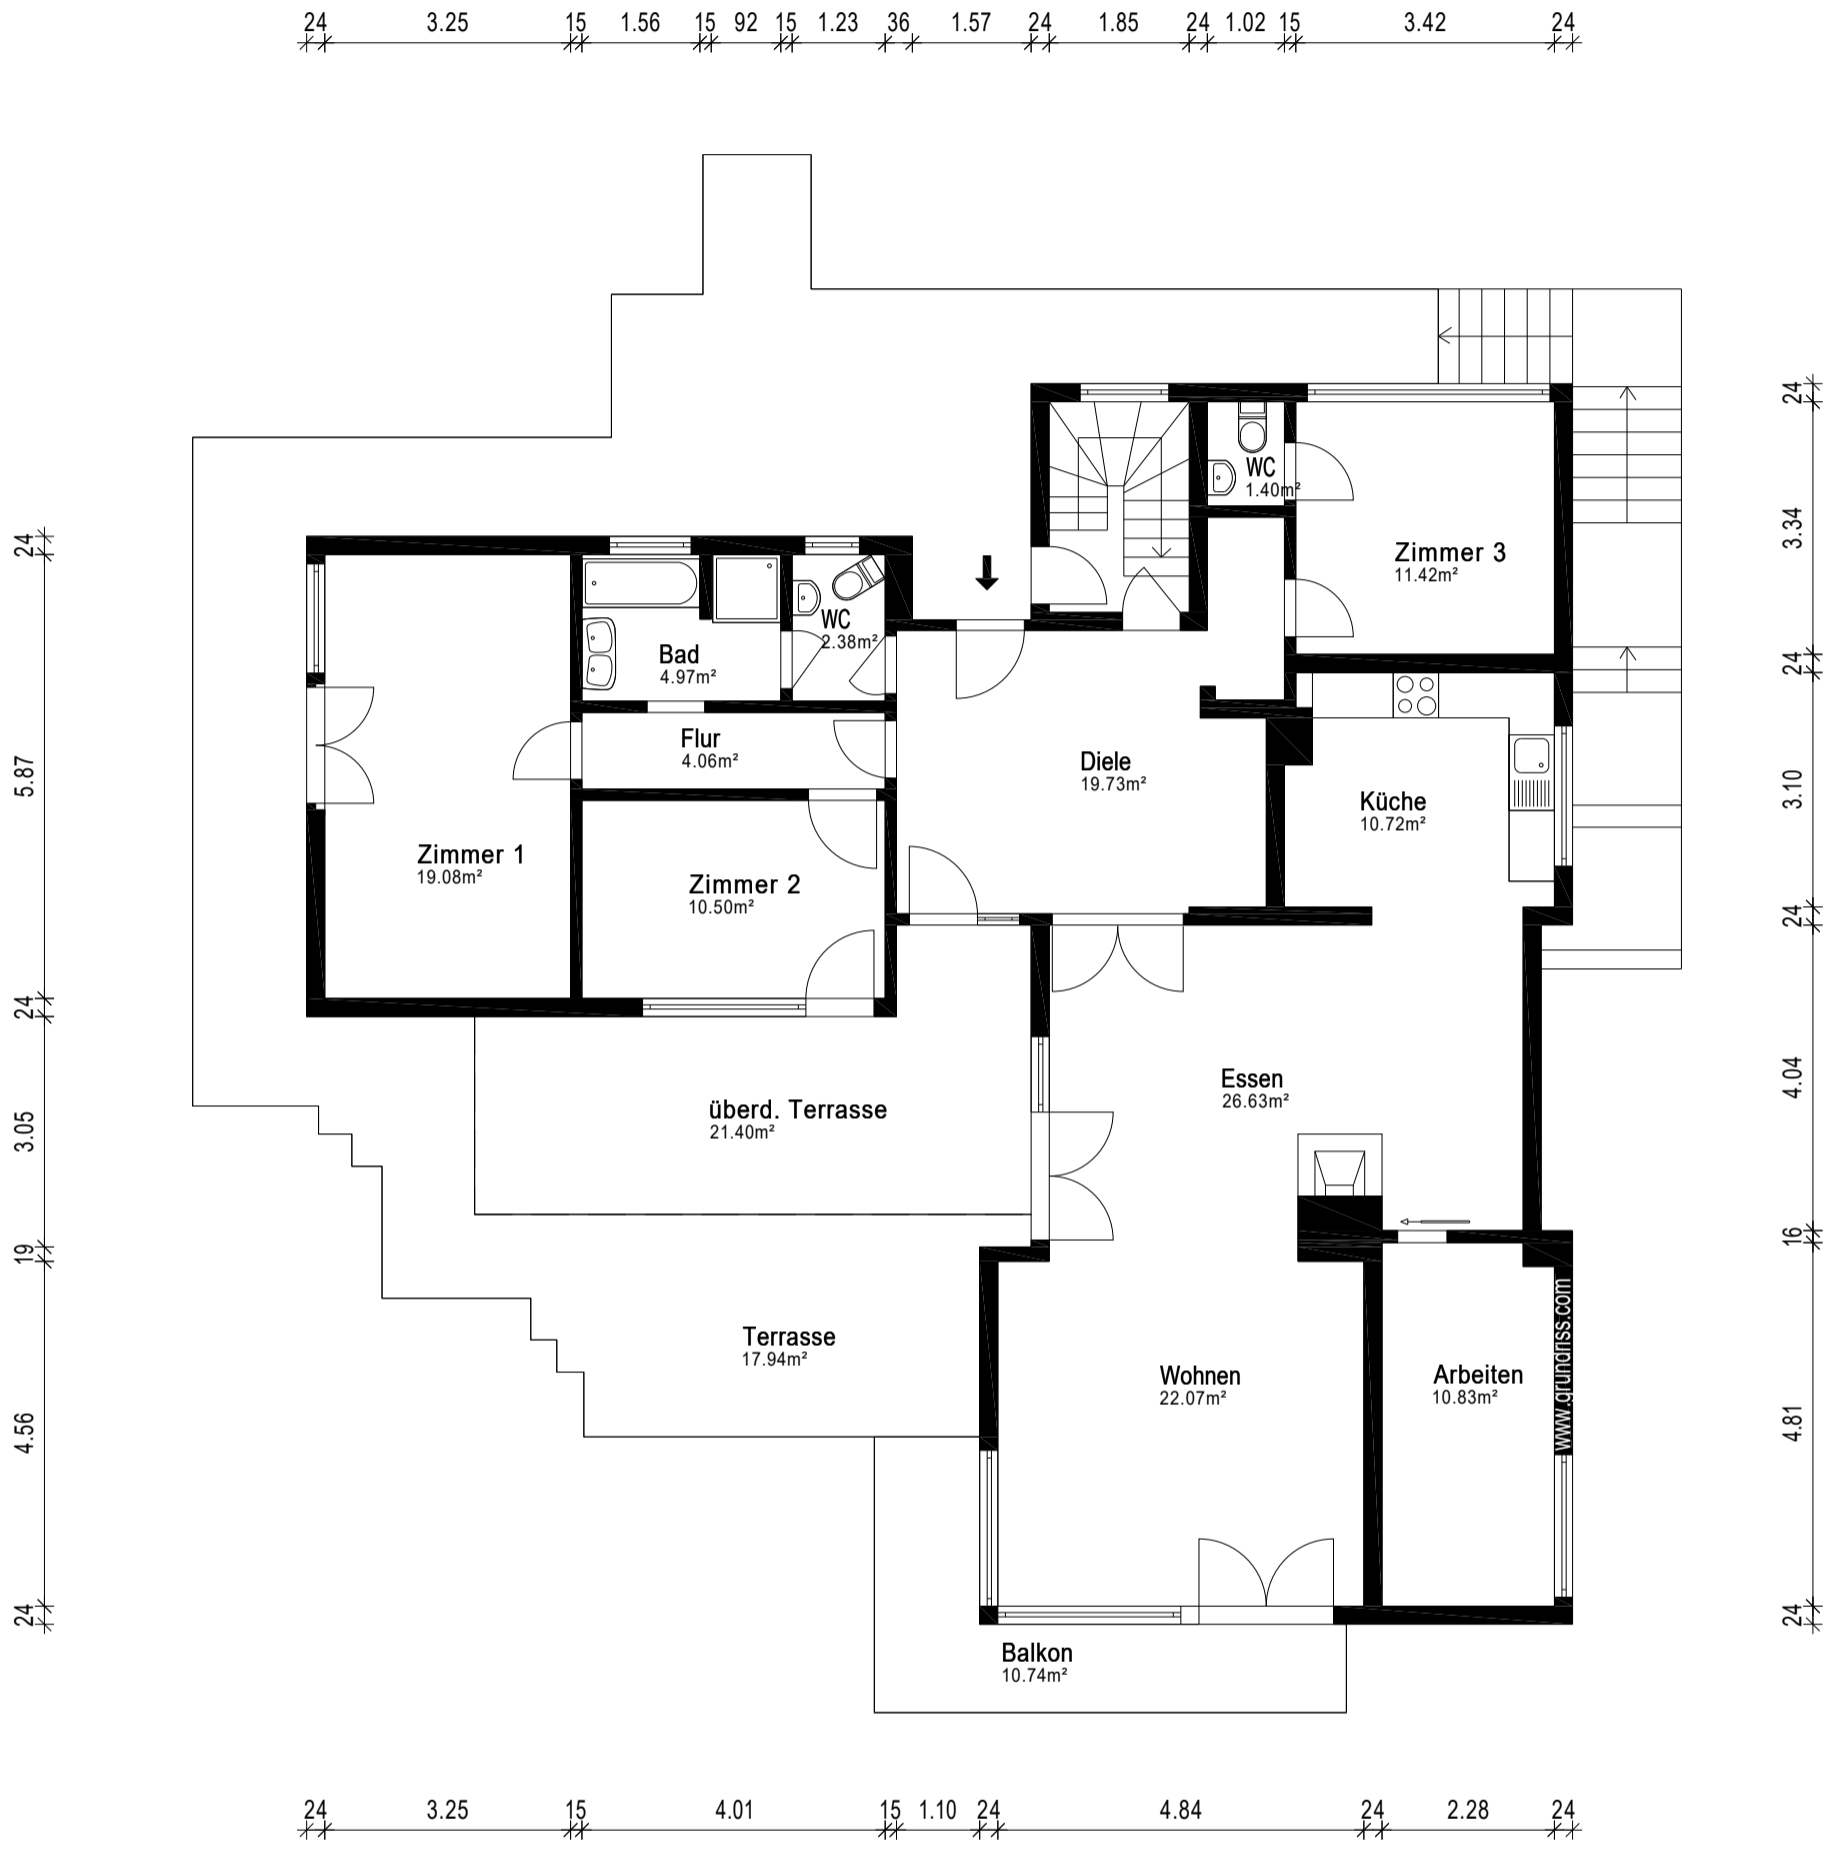 24 3.25 15 1.56 15 92 15 1.23 36 1.57 24 1.85 24 1.02 15 3.42 24
24
WC
1.40m²
3.34
24
Zimmer 3
11.42m²
WC
2.38m²
Bad
4.97m²
24
Flur
4.06m²
Diele
19.73m²
5.87
3.10
Küche
10.72m²
Zimmer 1
19.08m²
Zimmer 2
10.50m²
24
24
Essen
26.63m²
4.04
überd. Terrasse
21.40m²
3.05
16
19
Terrasse
17.94m²
www.grundriss.com
Wohnen
22.07m²
Arbeiten
10.83m²
4.56
4.81
24
24
Balkon
10.74m²
24 3.25 15 4.01 15 1.10 24 4.84 24 2.28 24